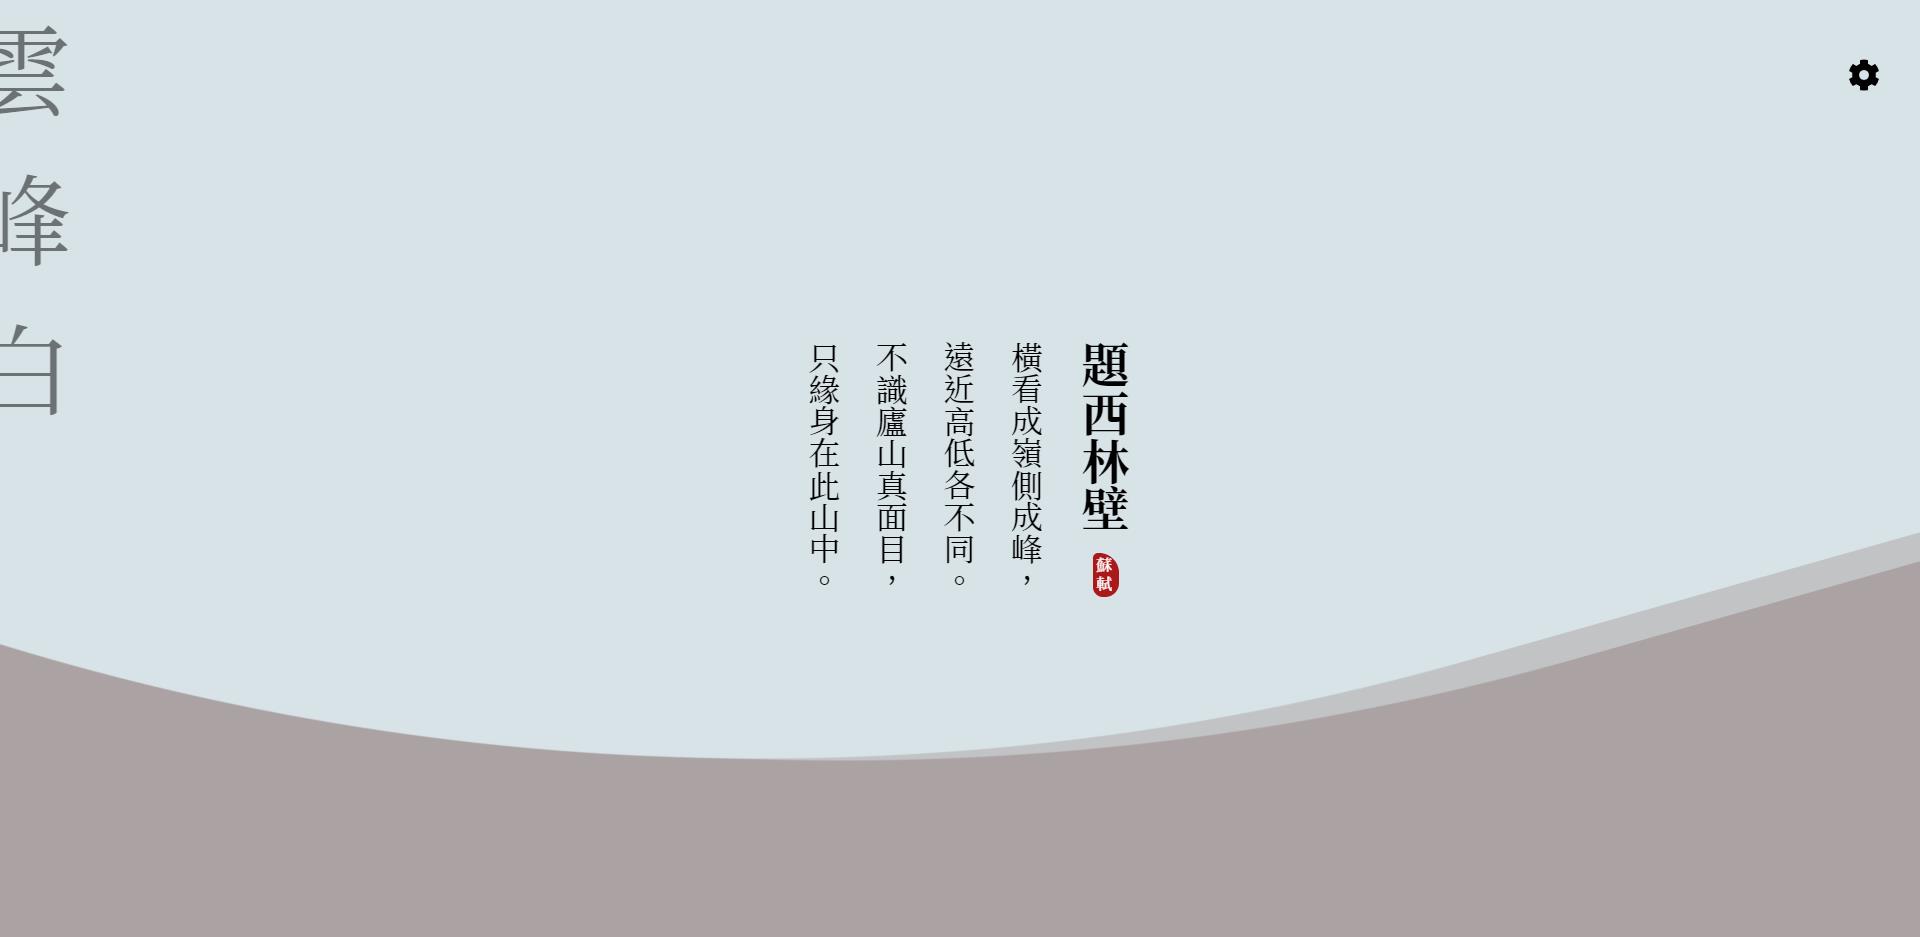 題西林壁
蘇軾
橫看成嶺側成峰，
遠近高低各不同。
不識廬山真面目，
只緣身在此山中。
雲峰白